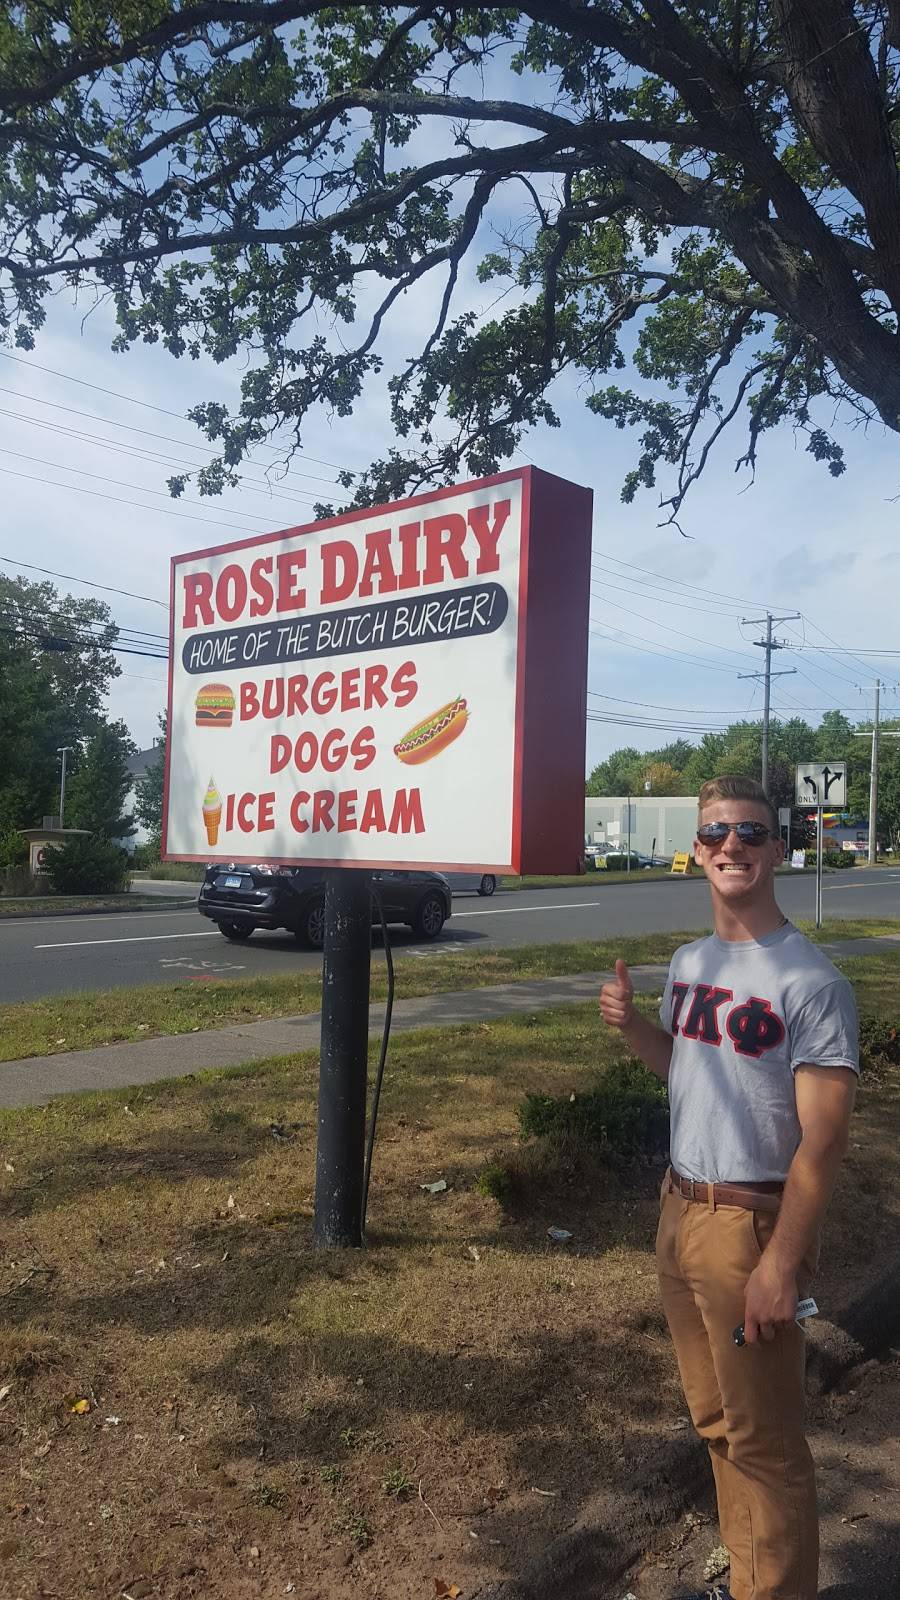 ROSE DAIRY
HOME OF THE BUTCH BURGER!
BURGERS
DOGS
ICE CREAM
ONLY
ΠΚΦ